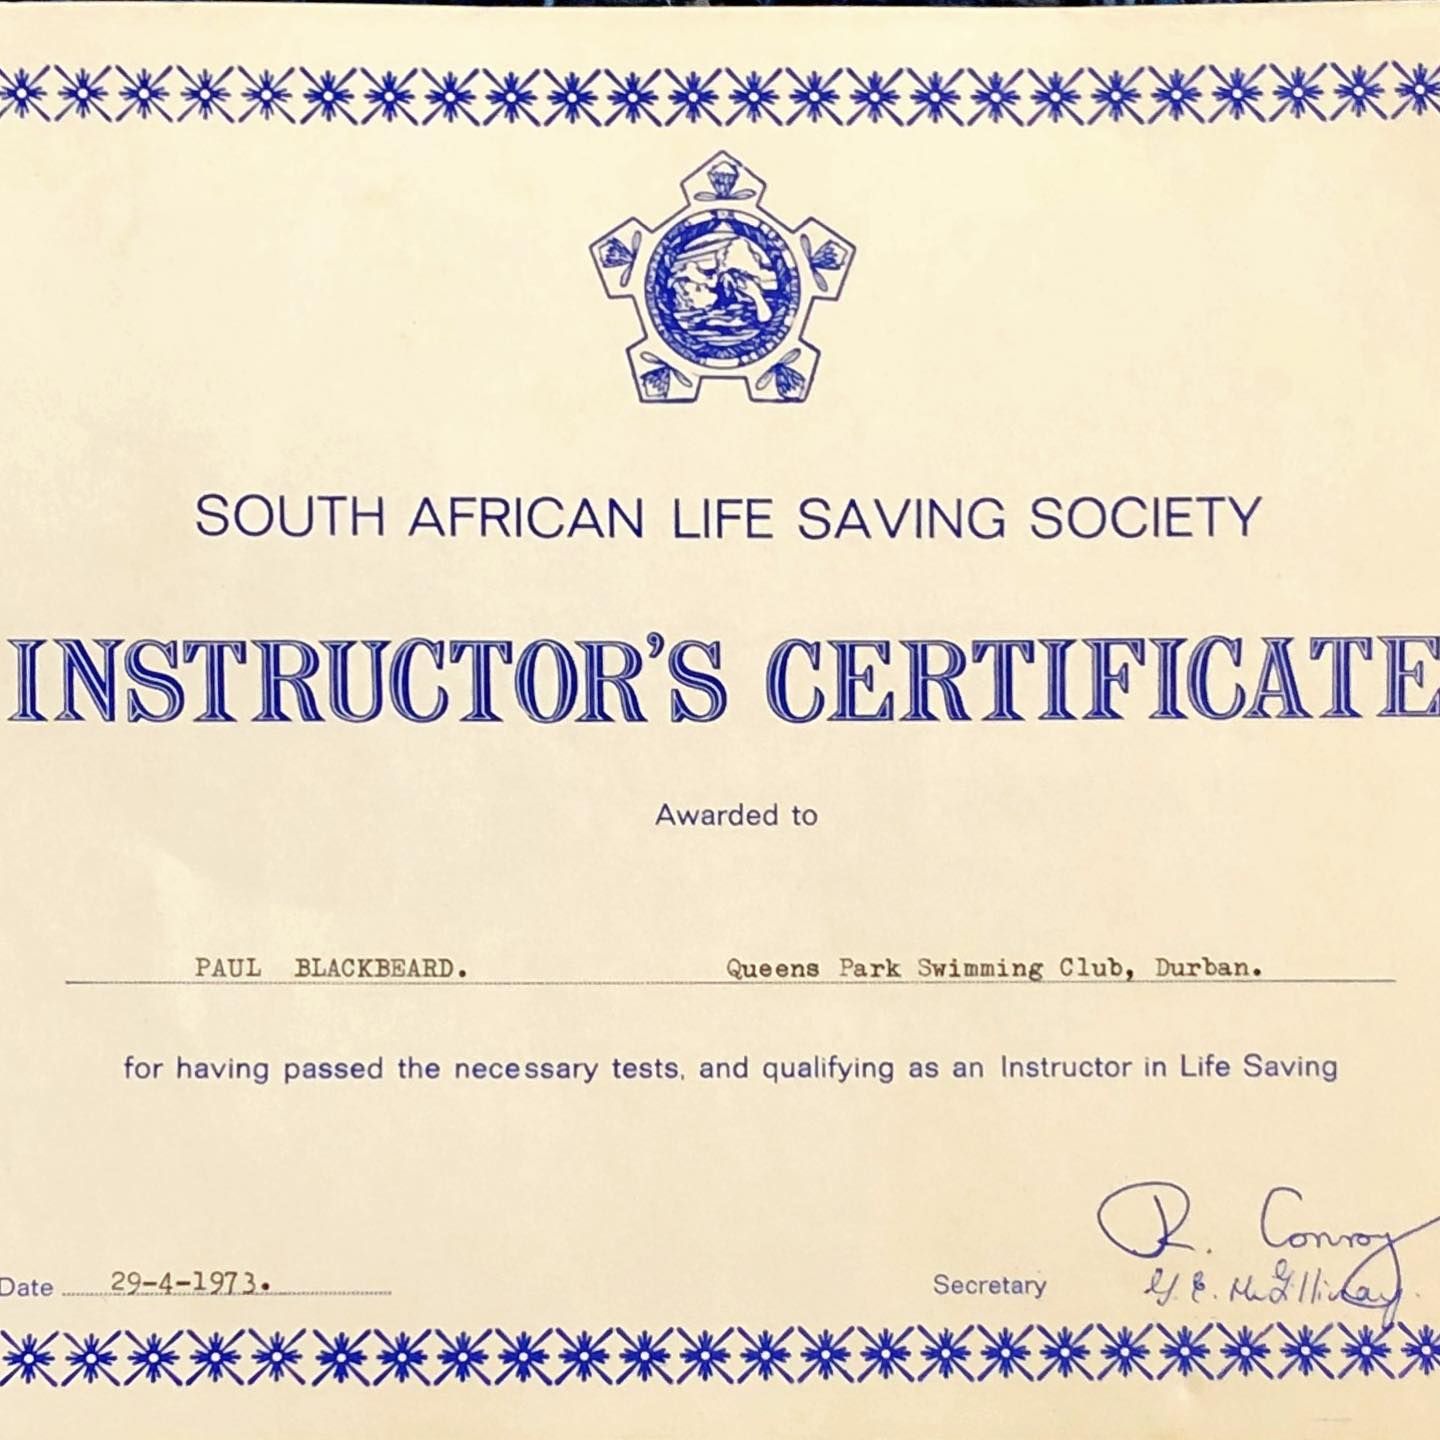 SOUTH AFRICAN LIFE SAVING SOCIETY
INSTRUCTOR'S CERTIFICATE
Awarded to
PAUL BLACKBEARD. Queens Park Swimming Club, Durban.
for having passed the necessary tests, and qualifying as an Instructor in Life Saving
R. Conroy
Date 29-4-1973. Secretary